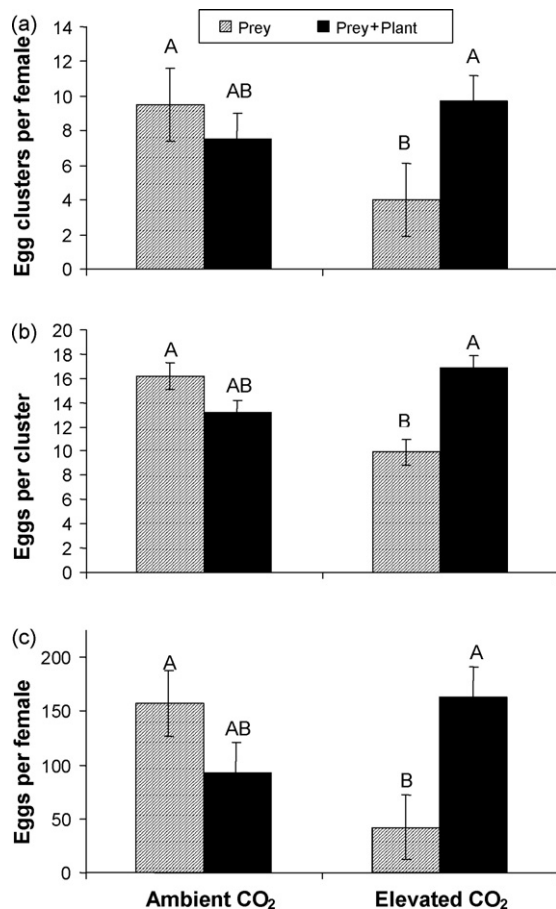 (a)
Prey
Prey+Plant
Egg clusters per female
14
12
10
8
6
4
2
0
A
AB
B
A
(b)
Eggs per cluster
20
18
16
14
12
10
8
6
4
2
0
A
AB
B
A
(c)
Eggs per female
200
150
100
50
0
A
AB
B
A
Ambient CO₂
Elevated CO₂